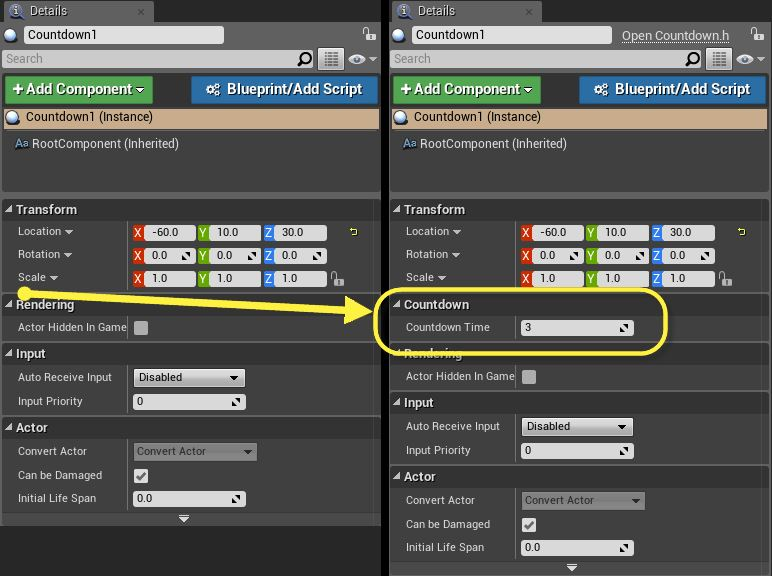 Details
Countdown1
Search
+Add Component
Blueprint/Add Script
Countdown1 (Instance)
Aa RootComponent (Inherited)
Transform
Location X -60.0 Y 10.0 Z 30.0
Rotation X 0.0 Y 0.0 Z 0.0
Scale X 1.0 Y 1.0 Z 1.0
Rendering
Actor Hidden In Game
Input
Auto Receive Input Disabled
Input Priority 0
Actor
Convert Actor Convert Actor
Can be Damaged
Initial Life Span 0.0
Details
Countdown1 Open Countdown.h
Search
+Add Component
Blueprint/Add Script
Countdown1 (Instance)
Aa RootComponent (Inherited)
Transform
Location X -60.0 Y 10.0 Z 30.0
Rotation X 0.0 Y 0.0 Z 0.0
Scale X 1.0 Y 1.0 Z 1.0
Countdown
Countdown Time 3
Rendering
Actor Hidden In Game
Input
Auto Receive Input Disabled
Input Priority 0
Actor
Convert Actor Convert Actor
Can be Damaged
Initial Life Span 0.0